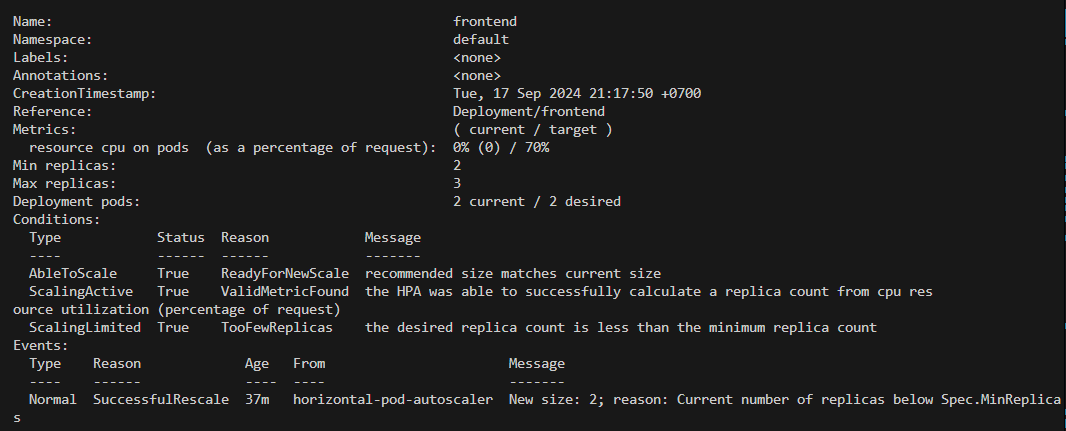 Name: frontend
Namespace: default
Labels: <none>
Annotations: <none>
CreationTimestamp: Tue, 17 Sep 2024 21:17:50 +0700
Reference: Deployment/frontend
Metrics: ( current / target )
resource cpu on pods (as a percentage of request): 0% (0) / 70%
Min replicas: 2
Max replicas: 3
Deployment pods: 2 current / 2 desired
Conditions:
Type Status Reason Message
---- ------ ------ -------
AbleToScale True ReadyForNewScale recommended size matches current size
ScalingActive True ValidMetricFound the HPA was able to successfully calculate a replica count from cpu res
ource utilization (percentage of request)
ScalingLimited True TooFewReplicas the desired replica count is less than the minimum replica count
Events:
Type Reason Age From Message
---- ------ ---- ---- -------
Normal SuccessfulRescale 37m horizontal-pod-autoscaler New size: 2; reason: Current number of replicas below Spec.MinReplica
s